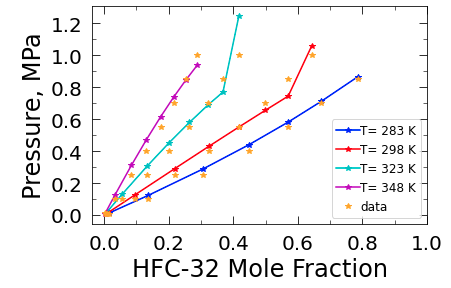 1.2
1.0
0.8
0.6
0.4
0.2
0.0
Pressure, MPa
T= 283 K
T= 298 K
T= 323 K
T= 348 K
data
0.0 0.2 0.4 0.6 0.8 1.0
HFC-32 Mole Fraction